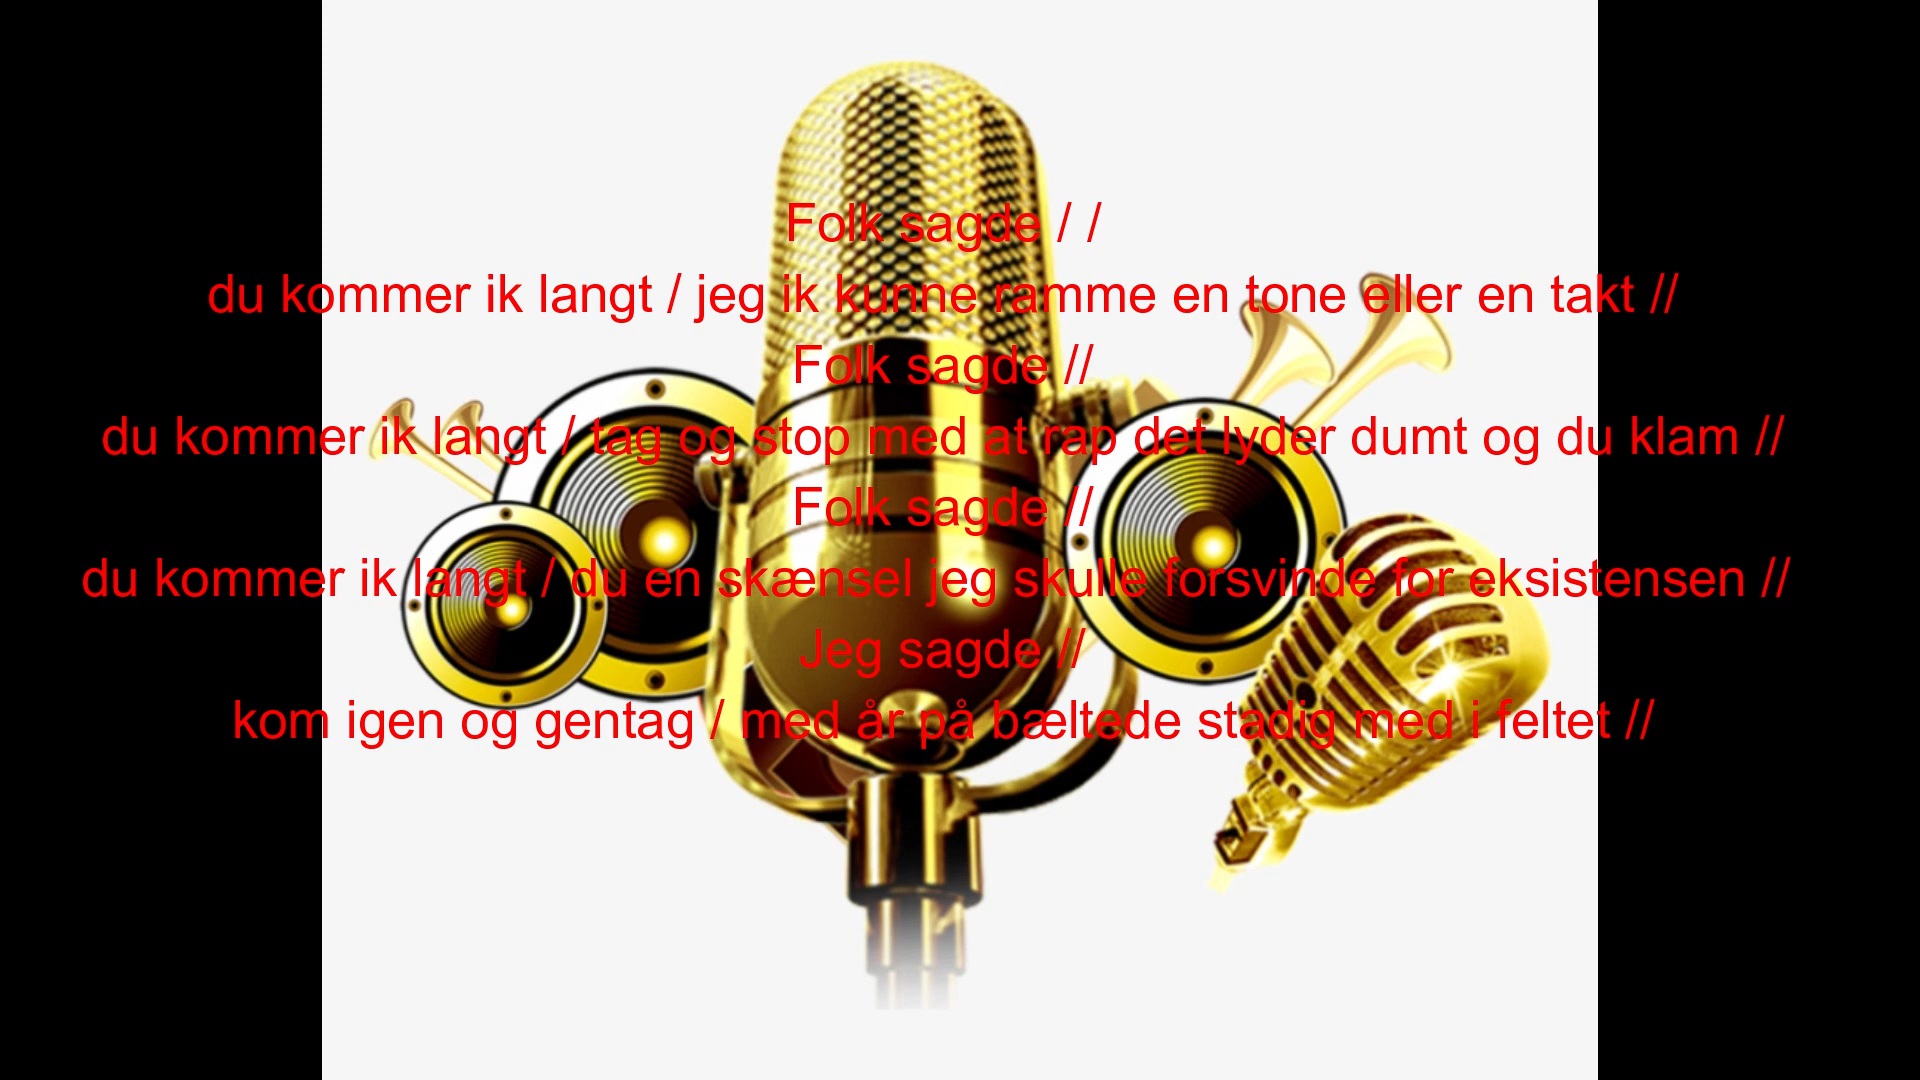 Folk sagde / /
du kommer ik langt / jeg ik kunne ramme en tone eller en takt //
Folk sagde //
du kommer ik langt / tag og stop med at rap det lyder dumt og du klam //
Folk sagde //
du kommer ik langt / du en skænsel jeg skulle forsvinde for eksistensen //
Jeg sagde //
kom igen og gentag / med år på bæltede stadig med i feltet //